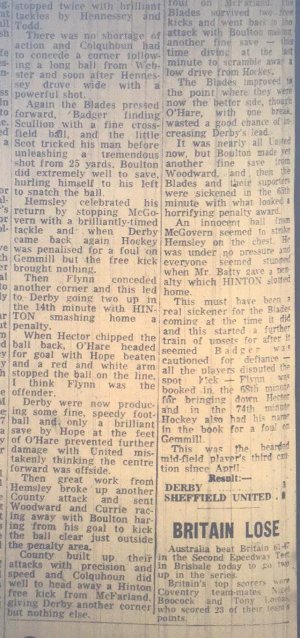 stopped twice with brilliant
tackles by Hennessey and
Todd.
There was no shortage of
action and Colquhoun had
to concede a corner follow-
ing a long ball from Web-
ster and soon after Hennes-
sey drove wide with a
powerful shot.
Again the Blades pressed
forward, Badger finding
Scullion with a fine cross-
field ball, and the little
Scot tricked his man before
unleashing a tremendous
shot from 25 yards. Boulton
did extremely well to save,
hurling himself to his left
to snatch the ball.
Hemsley celebrated his
return by stopping McGo-
vern with a brilliantly-timed
tackle and when Derby
came back again Hockey
was penalised for a foul on
Gemmill but the free kick
brought nothing.
Then Flynn conceded
another corner and this led
to Derby going two up in
the 14th minute with HIN-
TON smashing home a
penalty.
When Hector chipped the
ball back, O'Hare headed
for goal with Hope beaten
and a red and white arm
stopped the ball on the line.
I think Flynn was the
offender.
Derby were now produc-
ing some fine, speedy foot-
ball and only a brilliant
save by Hope at the feet
of O'Hare prevented further
damage with United mis-
takenly thinking the centre
forward was offside.
Then great work from
Hemsley broke up another
County attack and sent
Woodward and Currie rac-
ing away with Boulton har-
ing from his goal to kick
the ball clear just outside
the penalty area.
County built up their
attacks with precision and
speed and Colquhoun did
well to head away a Hinton
free kick from McFarland,
giving Derby another corner
but nothing else.
foul on McFarland. The
Blades survived two free
kicks and went back to the
attack with Boulton making
another fine save — this
time diving at the last
minute to scramble away a
low drive from Hockey.
The Blades improved to
the point where they were
now the better side, though
O'Hare, with one break,
wasted a good chance of in-
creasing Derby's lead.
It was nearly all United
now, but Boulton made yet
another fine save from
Woodward, and then the
Blades and their supporters
were sickened in the 65th
minute with what looked a
horrifying penalty award.
An innocent ball from
McGovern seemed to strike
Hemsley on the chest. He
was under no pressure and
everyone seemed stunned
when Mr. Batty gave a pen-
alty which HINTON slotted
home.
This must have been a
real sickener for the Blades
coming at the time it did
and this started a further
train of upsets for after it
seemed Badger was
cautioned for defiance —
all the players disputed the
spot kick — Flynn was
booked in the 68th minute
for bringing down Hector
and in the 74th minute
Hockey also had his name
in the book for a foul on
Gemmill.
This was the bearded
mid-field player's third cau-
tion since April.
Result:—
DERBY
SHEFFIELD UNITED
BRITAIN LOSE
Australia beat Britain
in the Second Speedway Test
in Brisbane today to go two
up in the series.
Britain's top scorers were
Coventry team-mates Nigel
Boocock and Tony Lomas
who scored 23 of their team's
points.